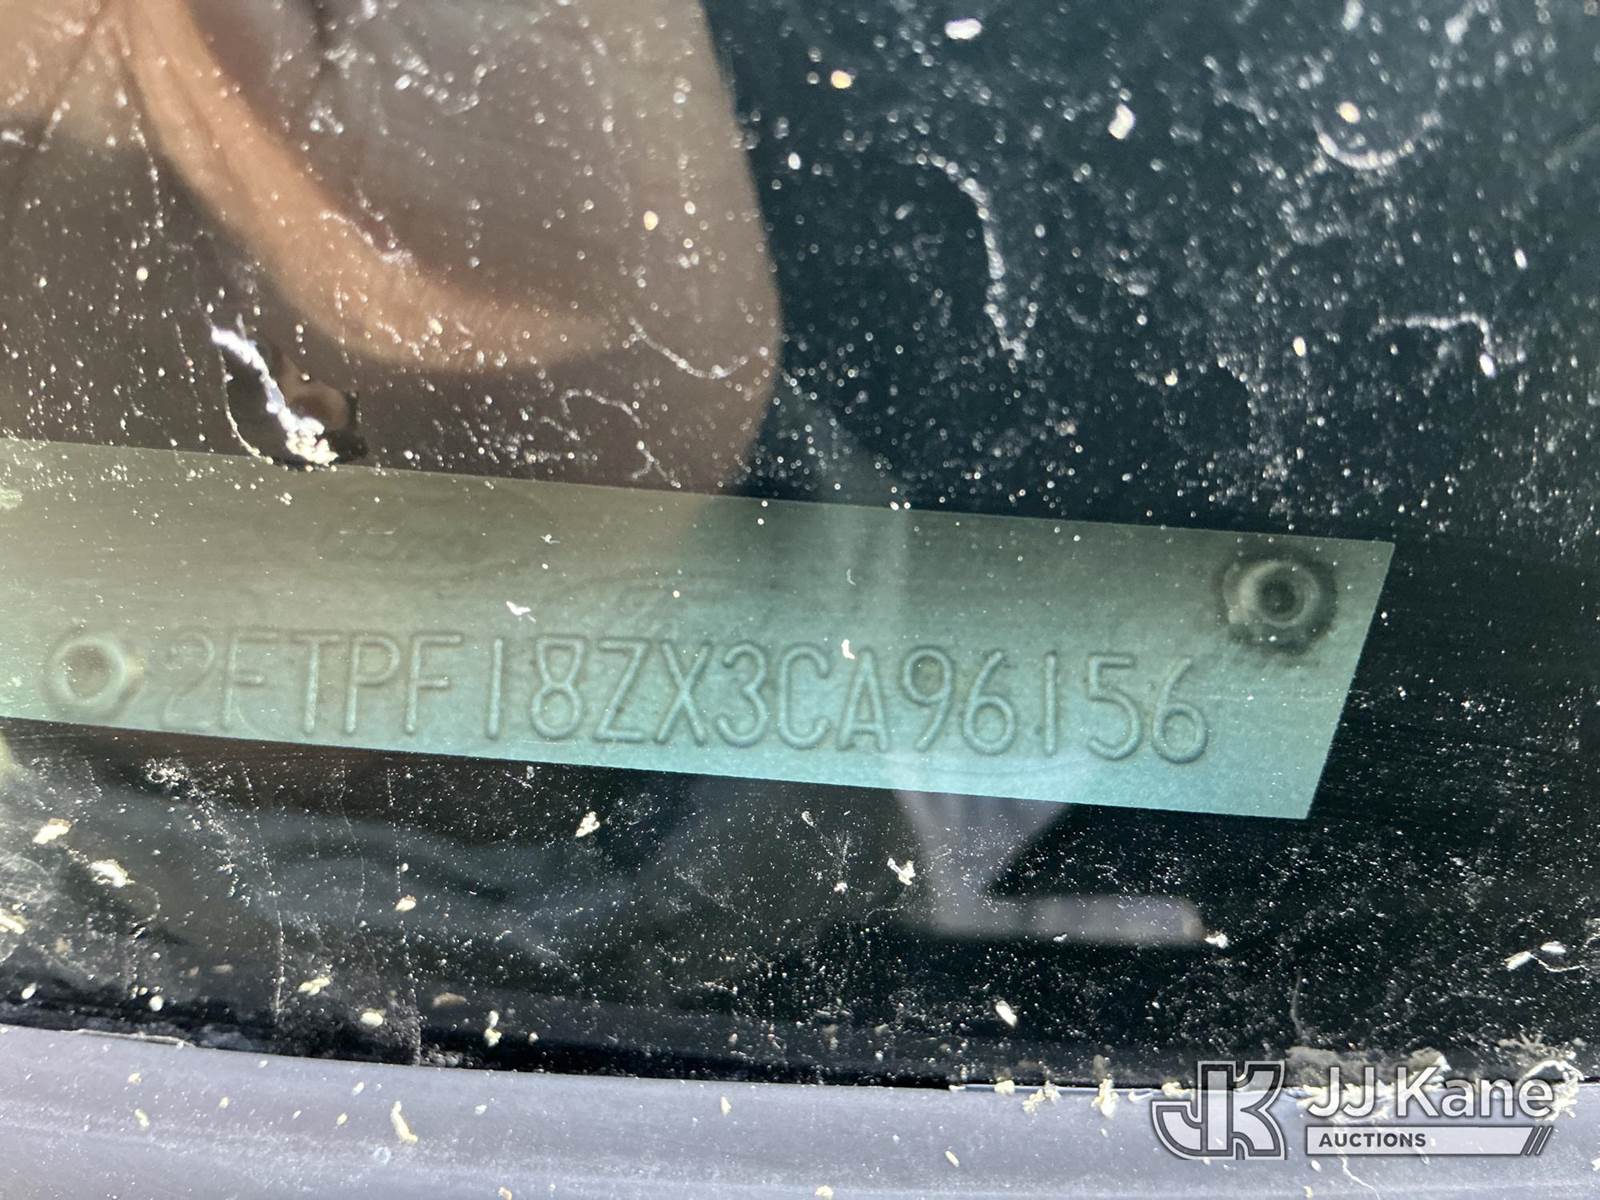 2FTPF18ZX3CA96156
JJ Kane
AUCTIONS